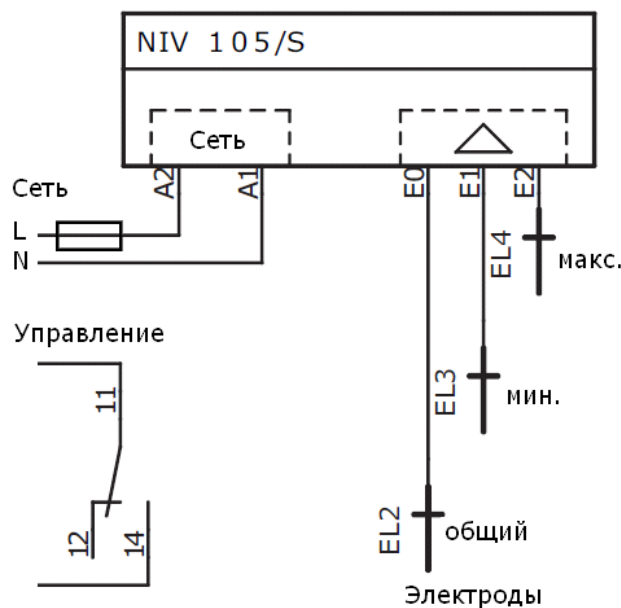 NIV 105/S
Сеть
A2 A1 E0 E1 E2
Сеть
L
N
EL4
макс.
Управление
11
EL3
мин.
12
14
EL2
общий
Электроды